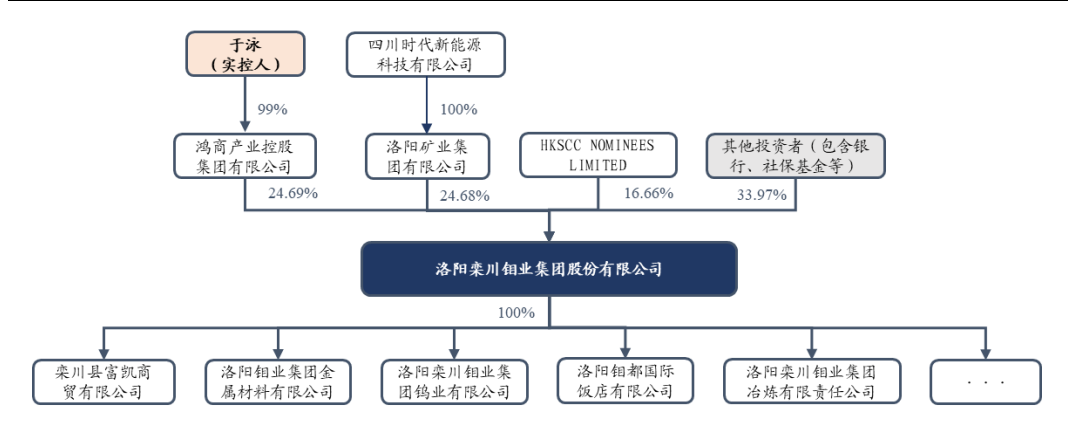 于泳
（实控人）
四川时代新能源
科技有限公司
99%
100%
鸿商产业控股
集团有限公司
洛阳矿业集
团有限公司
HKSCC NOMINEES
LIMITED
其他投资者（包含银
行、社保基金等）
24.69%
24.68%
16.66%
33.97%
洛阳栾川钼业集团股份有限公司
100%
栾川县富凯商
贸有限公司
洛阳钼业集团金
属材料有限公司
洛阳栾川钼业集
团钨业有限公司
洛阳钼都国际
饭店有限公司
洛阳栾川钼业集团
冶炼有限责任公司
...